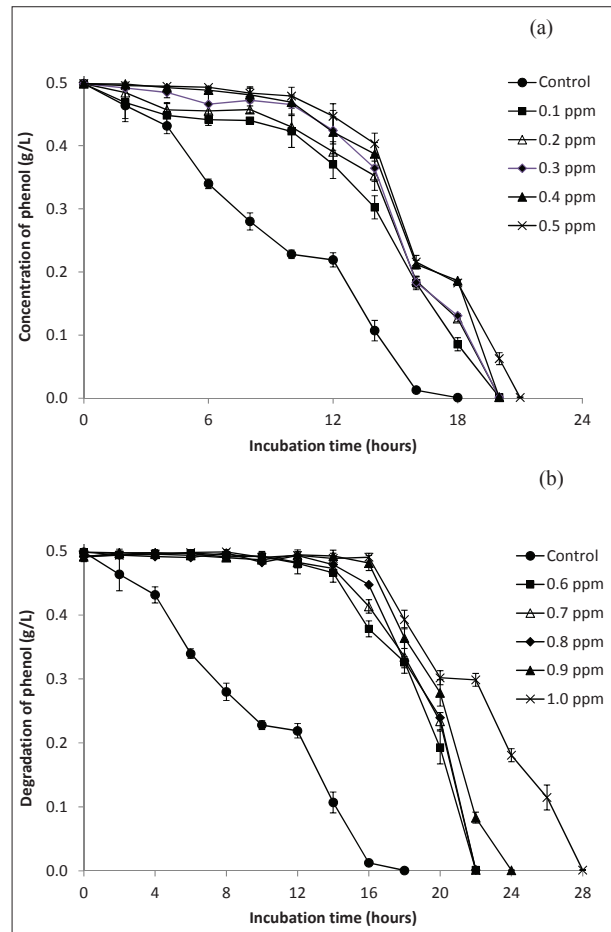 (a)
Concentration of phenol (g/L)
0.5
0.4
0.3
0.2
0.1
0.0
0 6 12 18 24
Incubation time (hours)
Control
0.1 ppm
0.2 ppm
0.3 ppm
0.4 ppm
0.5 ppm
(b)
Degradation of phenol (g/L)
0.5
0.4
0.3
0.2
0.1
0.0
0 4 8 12 16 20 24 28
Incubation time (hours)
Control
0.6 ppm
0.7 ppm
0.8 ppm
0.9 ppm
1.0 ppm